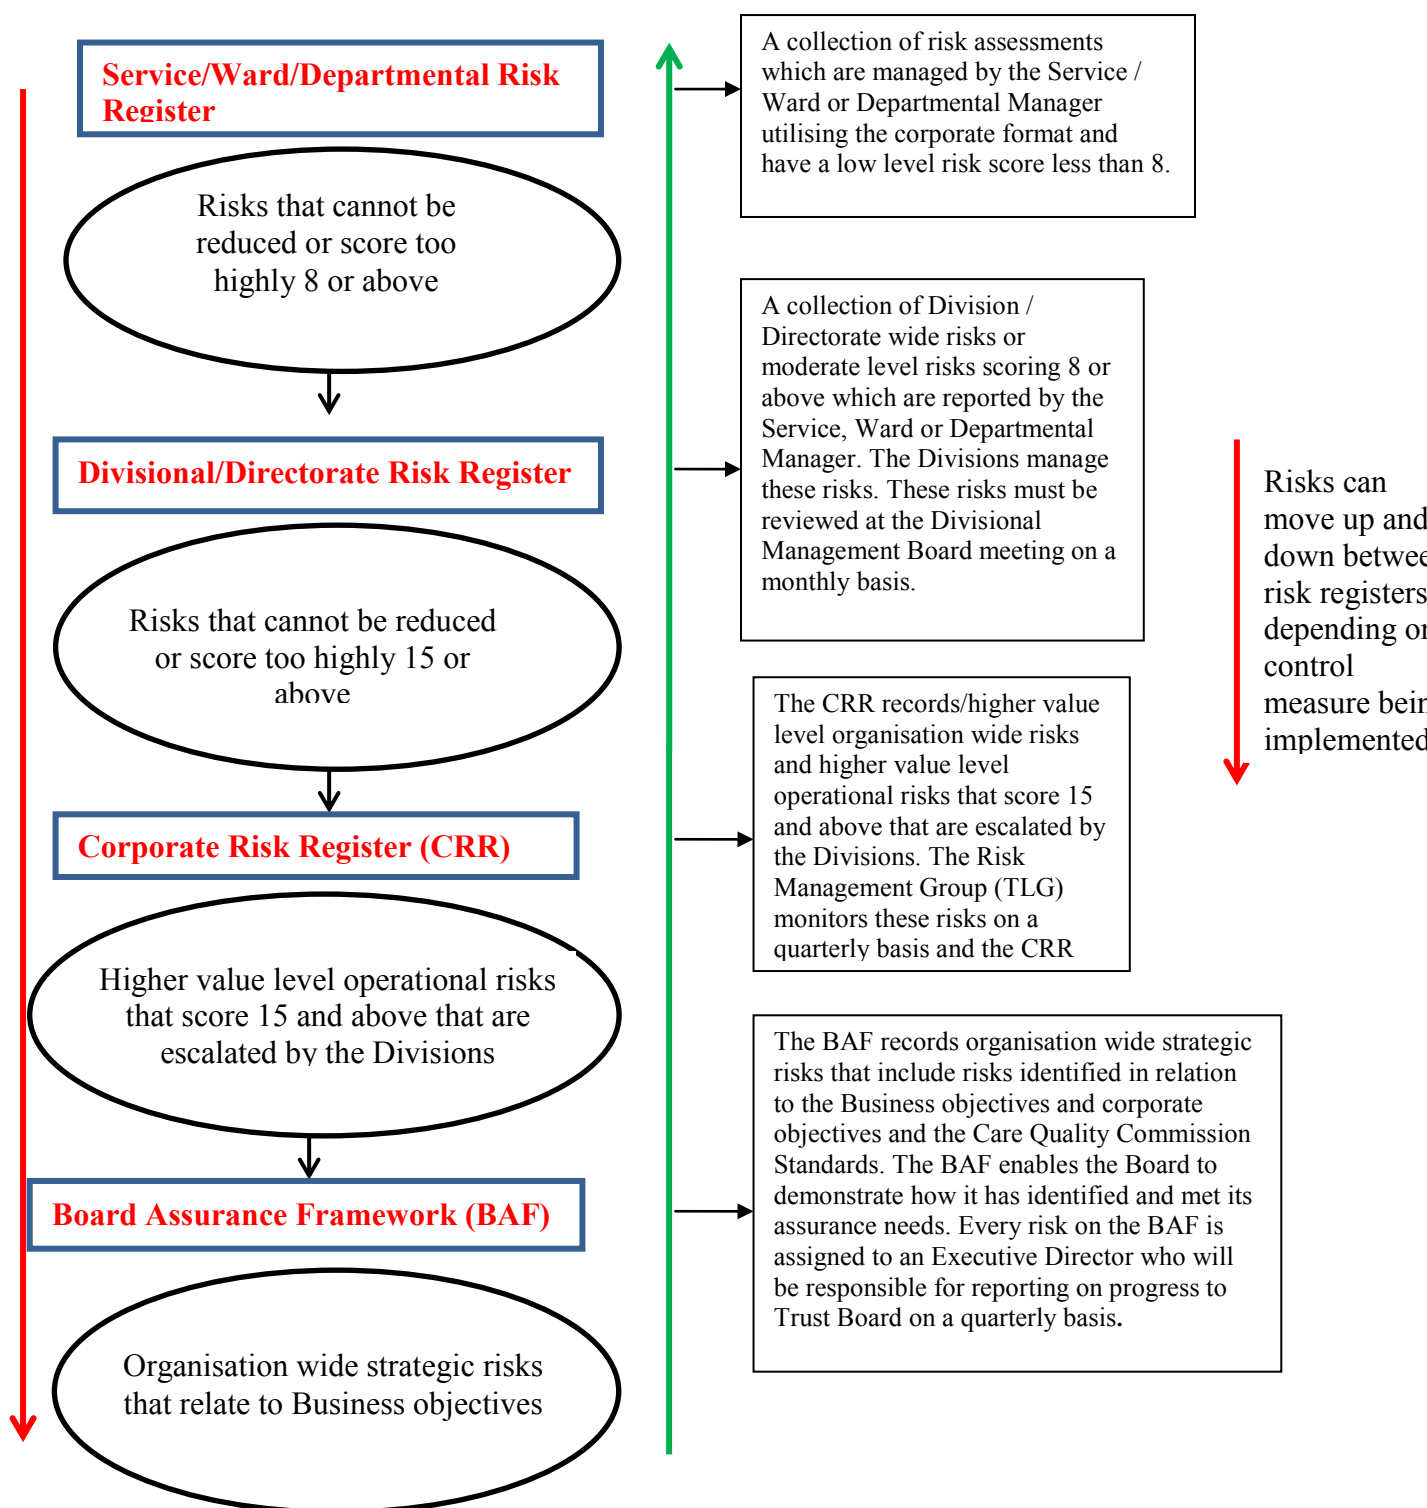 Service/Ward/Departmental Risk
Register
A collection of risk assessments
which are managed by the Service /
Ward or Departmental Manager
utilising the corporate format and
have a low level risk score less than 8.
Risks that cannot be
reduced or score too
highly 8 or above
A collection of Division /
Directorate wide risks or
moderate level risks scoring 8 or
above which are reported by the
Service, Ward or Departmental
Manager. The Divisions manage
these risks. These risks must be
reviewed at the Divisional
Management Board meeting on a
monthly basis.
Divisional/Directorate Risk Register
Risks can
move up and
down betwee
risk registers
depending or
control
measure bein
implemented
Risks that cannot be reduced
or score too highly 15 or
above
The CRR records/higher value
level organisation wide risks
and higher value level
operational risks that score 15
and above that are escalated by
the Divisions. The Risk
Management Group (TLG)
monitors these risks on a
quarterly basis and the CRR
Corporate Risk Register (CRR)
Higher value level operational risks
that score 15 and above that are
escalated by the Divisions
The BAF records organisation wide strategic
risks that include risks identified in relation
to the Business objectives and corporate
objectives and the Care Quality Commission
Standards. The BAF enables the Board to
demonstrate how it has identified and met its
assurance needs. Every risk on the BAF is
assigned to an Executive Director who will
be responsible for reporting on progress to
Trust Board on a quarterly basis.
Board Assurance Framework (BAF)
Organisation wide strategic risks
that relate to Business objectives